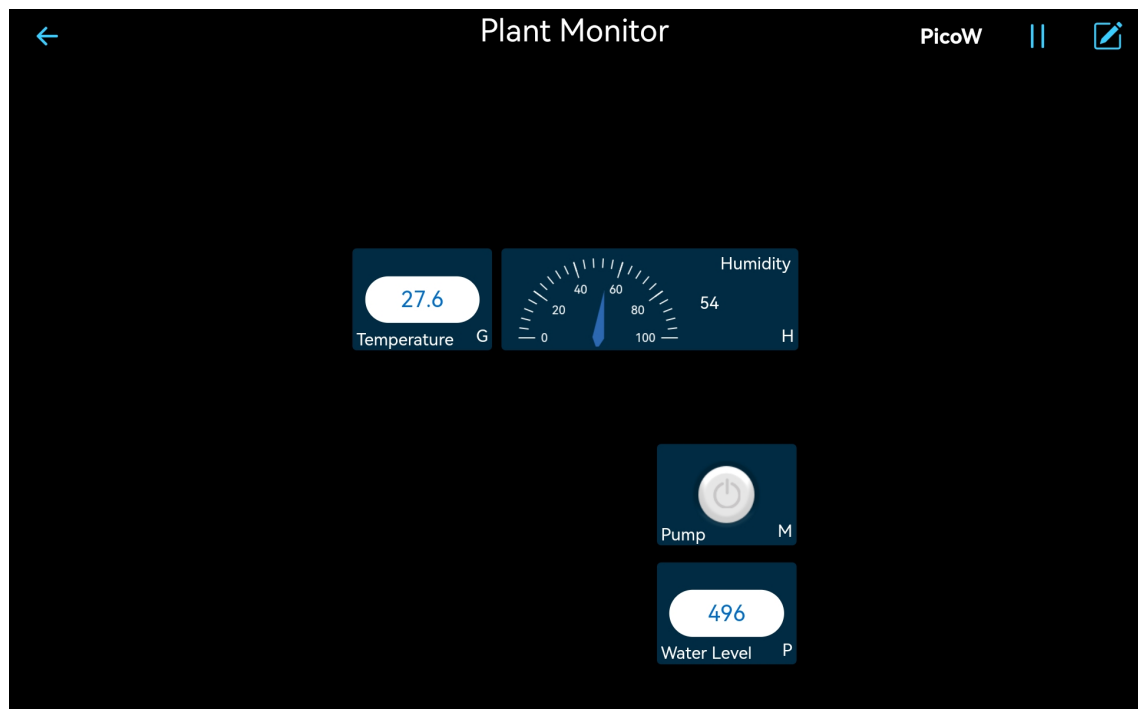 Plant Monitor
PicoW
27.6
Temperature G
Humidity
0 20 40 60 80 100
54
H
Pump M
496
Water Level P